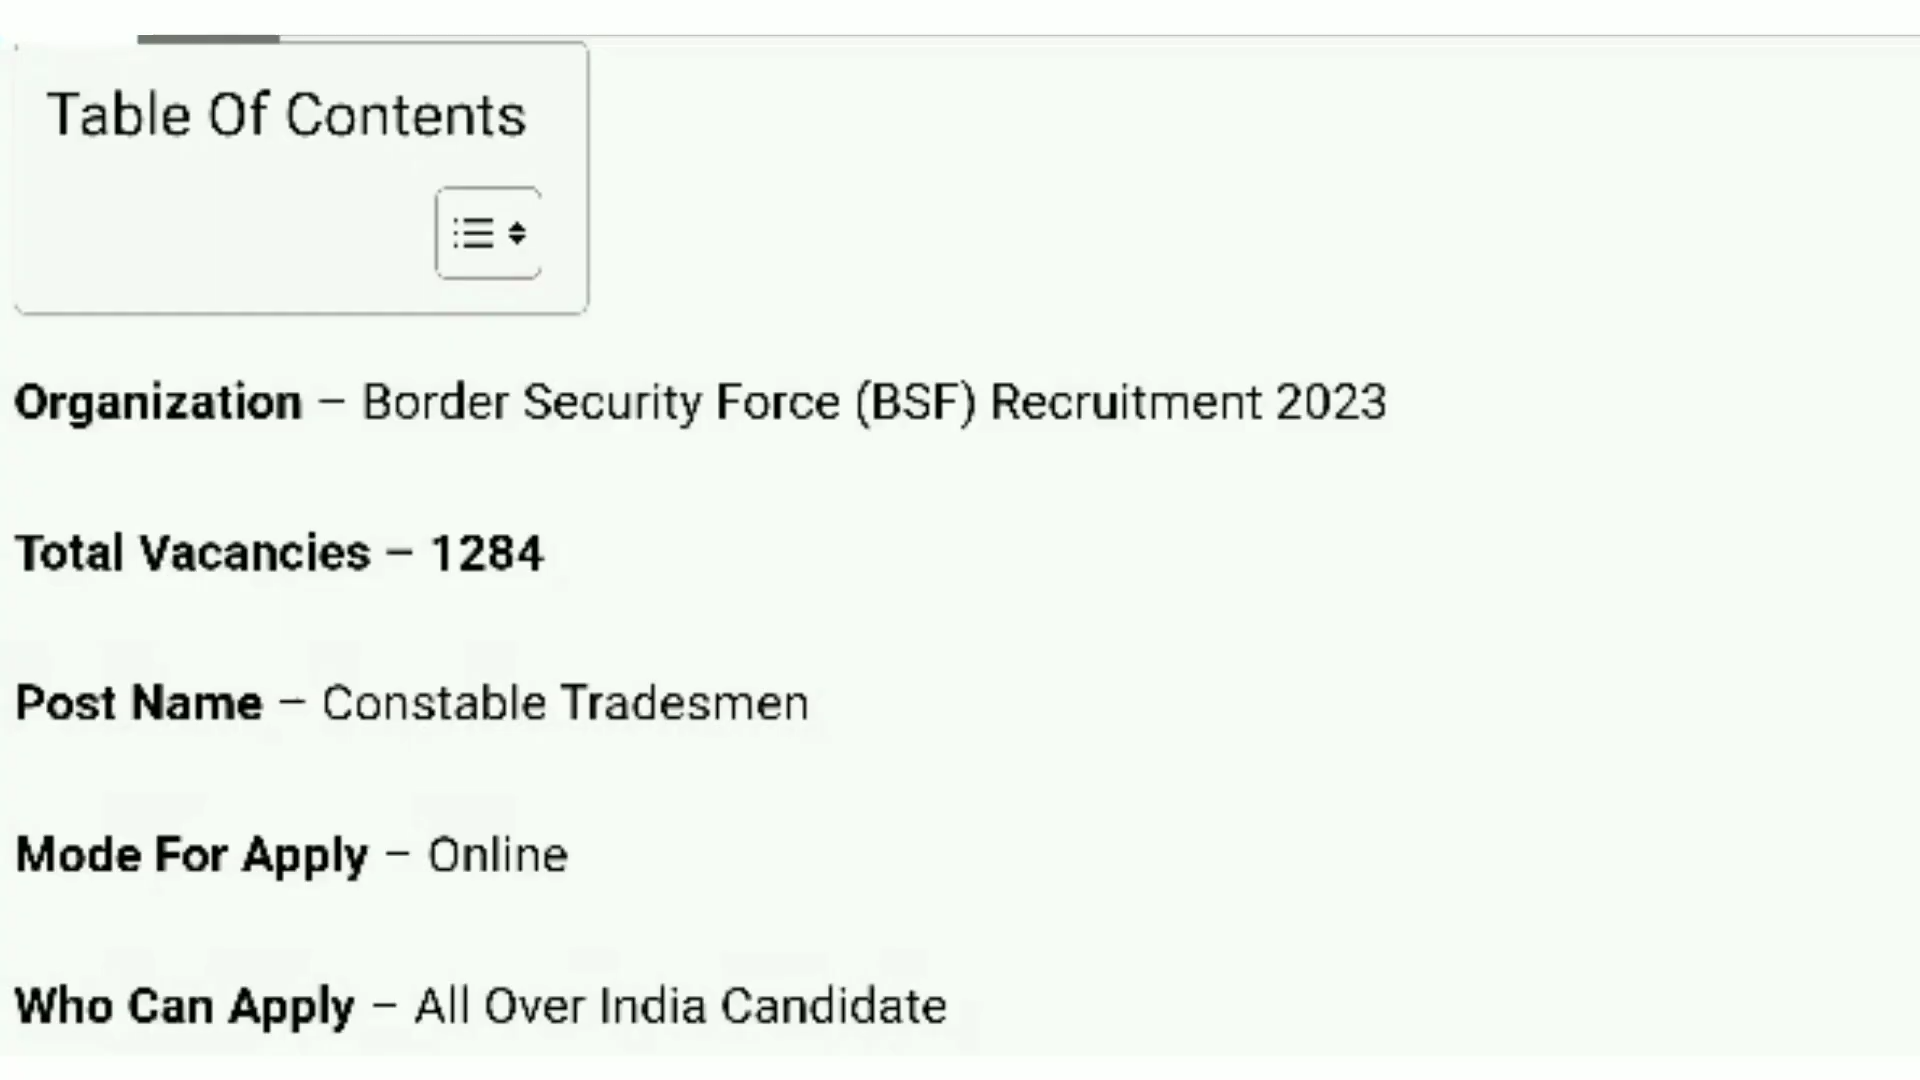 Table Of Contents
Organization – Border Security Force (BSF) Recruitment 2023
Total Vacancies – 1284
Post Name – Constable Tradesmen
Mode For Apply – Online
Who Can Apply – All Over India Candidate